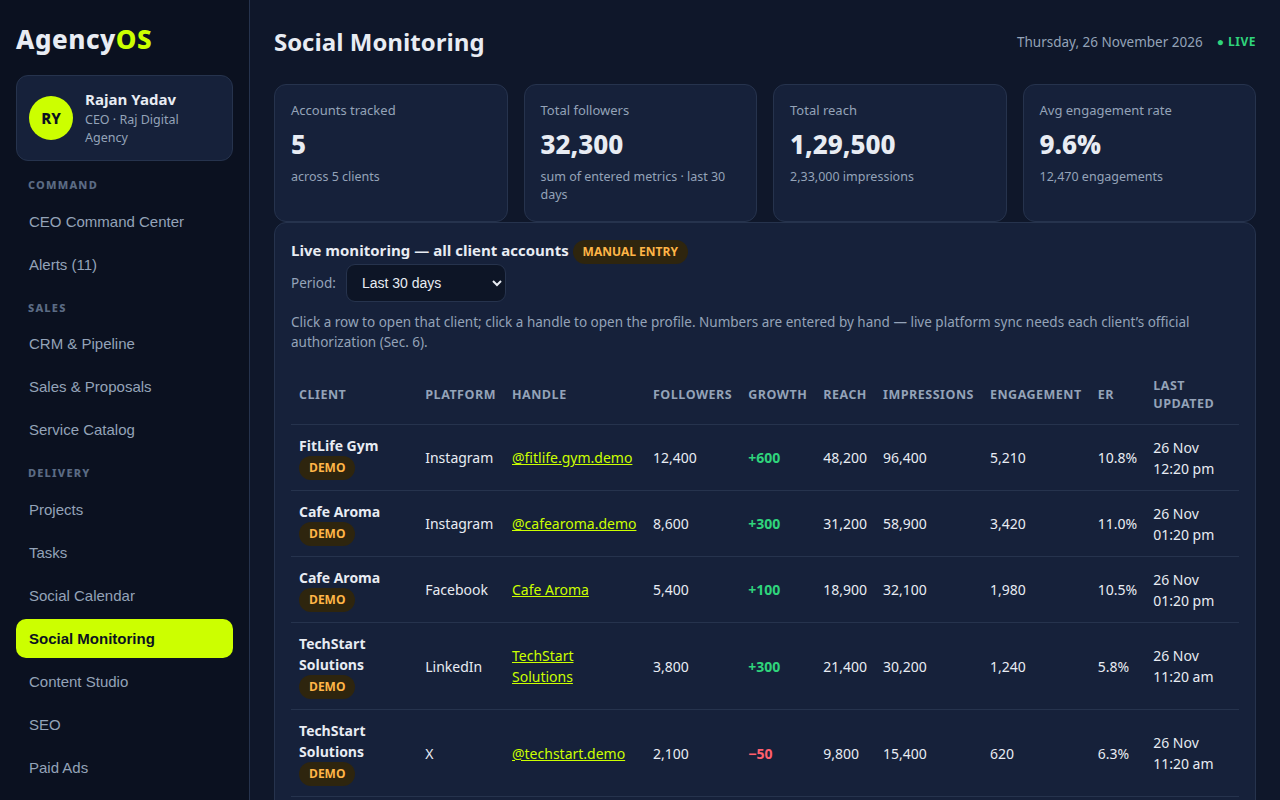 AgencyOS
RY
Rajan Yadav
CEO · Raj Digital
Agency
COMMAND
CEO Command Center
Alerts (11)
SALES
CRM & Pipeline
Sales & Proposals
Service Catalog
DELIVERY
Projects
Tasks
Social Calendar
Social Monitoring
Content Studio
SEO
Paid Ads
Social Monitoring
Thursday, 26 November 2026 ● LIVE
Accounts tracked
5
across 5 clients
Total followers
32,300
sum of entered metrics · last 30
days
Total reach
1,29,500
2,33,000 impressions
Avg engagement rate
9.6%
12,470 engagements
Live monitoring — all client accounts MANUAL ENTRY
Period: Last 30 days
Click a row to open that client; click a handle to open the profile. Numbers are entered by hand — live platform sync needs each client's official
authorization (Sec. 6).
CLIENT PLATFORM HANDLE FOLLOWERS GROWTH REACH IMPRESSIONS ENGAGEMENT ER LAST UPDATED
FitLife Gym DEMO Instagram @fitlife.gym.demo 12,400 +600 48,200 96,400 5,210 10.8% 26 Nov 12:20 pm
Cafe Aroma DEMO Instagram @cafearoma.demo 8,600 +300 31,200 58,900 3,420 11.0% 26 Nov 01:20 pm
Cafe Aroma DEMO Facebook Cafe Aroma 5,400 +100 18,900 32,100 1,980 10.5% 26 Nov 01:20 pm
TechStart Solutions DEMO LinkedIn TechStart Solutions 3,800 +300 21,400 30,200 1,240 5.8% 26 Nov 11:20 am
TechStart Solutions DEMO X @techstart.demo 2,100 −50 9,800 15,400 620 6.3% 26 Nov 11:20 am